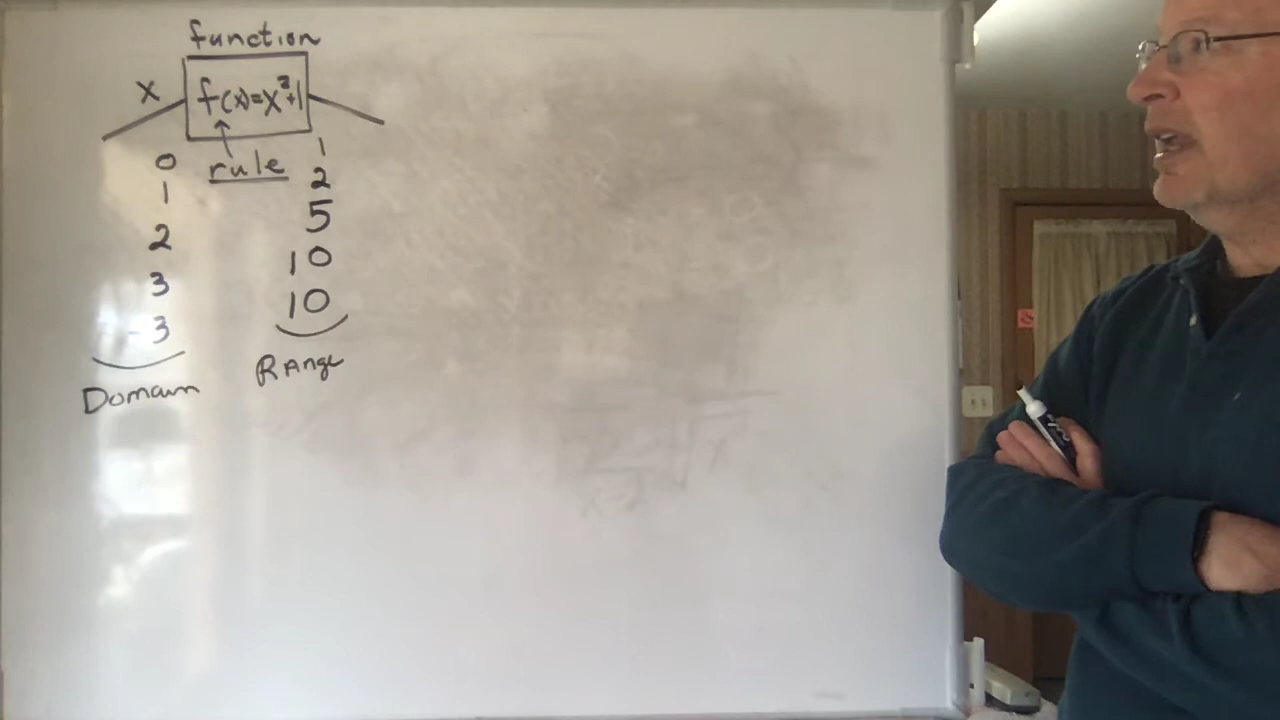 function
x f(x)=x²+1
rule
0 1
1 2
2 5
3 10
-3 10
Domain Range